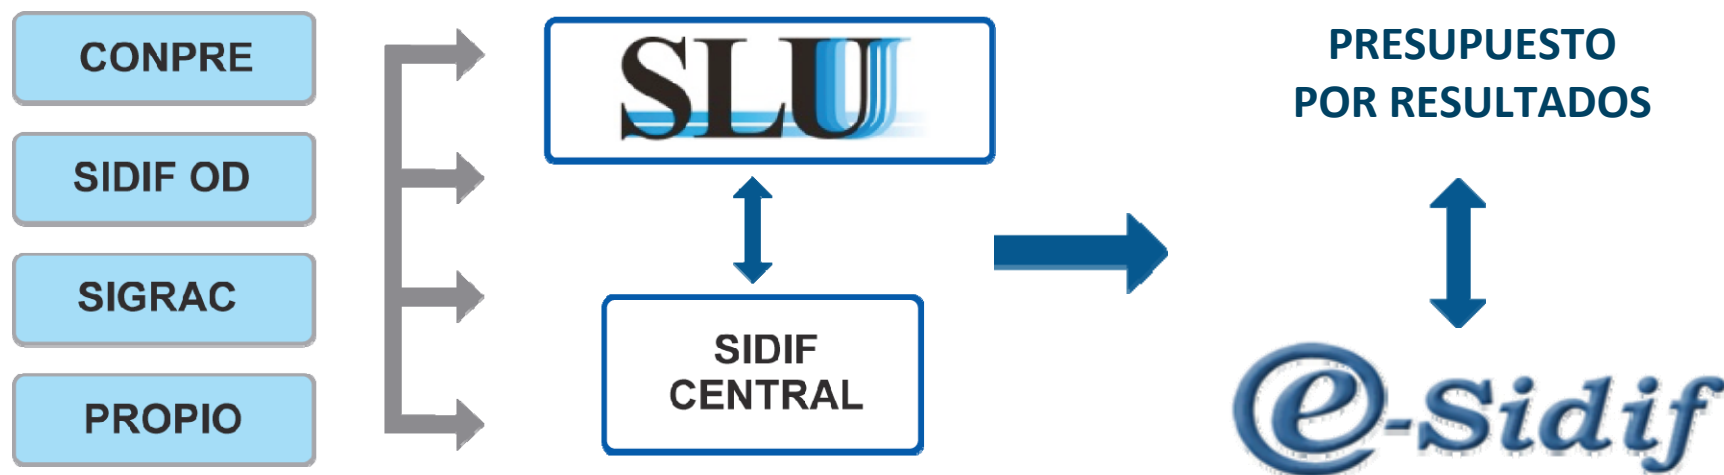 CONPRE
SIDIF OD
SIGRAC
PROPIO
SLU
SIDIF
CENTRAL
PRESUPUESTO
POR RESULTADOS
e-Sidif